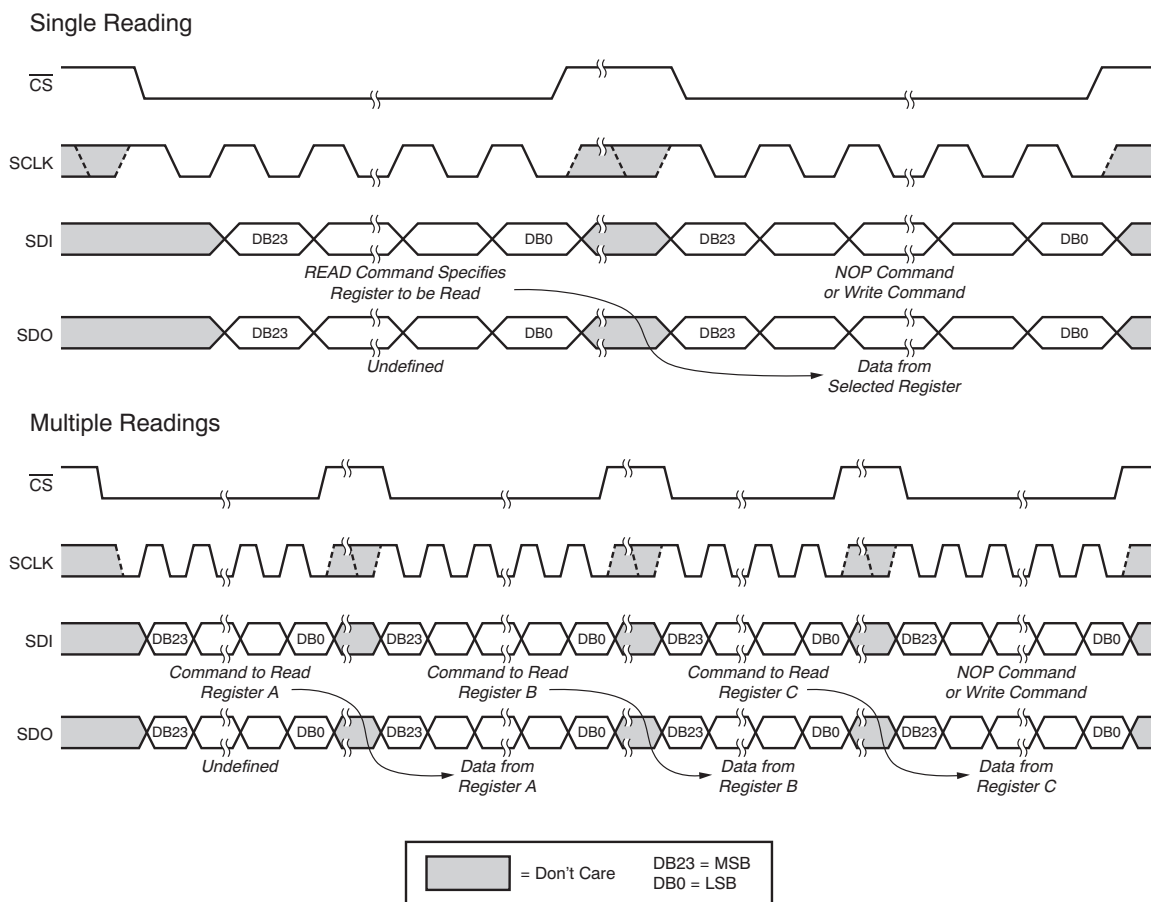 Single Reading
CS
SCLK
SDI DB23 DB0 DB23 DB0
READ Command Specifies
Register to be Read
NOP Command
or Write Command
SDO DB23 DB0 DB23 DB0
Undefined
Data from
Selected Register
Multiple Readings
CS
SCLK
SDI DB23 DB0 DB23 DB0 DB23 DB0 DB23 DB0
Command to Read
Register A
Command to Read
Register B
Command to Read
Register C
NOP Command
or Write Command
SDO DB23 DB0 DB23 DB0 DB23 DB0 DB23 DB0
Undefined
Data from
Register A
Data from
Register B
Data from
Register C
= Don't Care
DB23 = MSB
DB0 = LSB